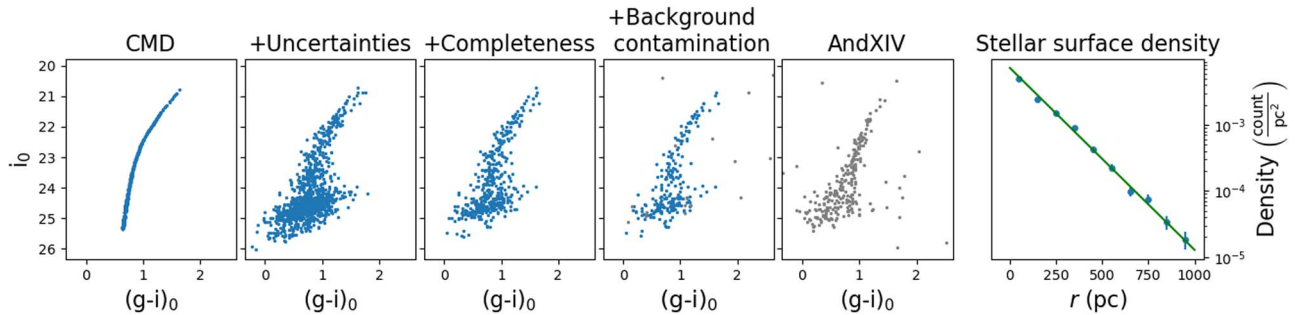 CMD
+Uncertainties
+Completeness
+Background
contamination
AndXIV
Stellar surface density
i₀
20
21
22
23
24
25
26
0 1 2
0 1 2
0 1 2
0 1 2
0 1 2
0 250 500 750 1000
(g-i)₀
(g-i)₀
(g-i)₀
(g-i)₀
(g-i)₀
r (pc)
10⁻³
10⁻⁴
10⁻⁵
Density (count/pc²)